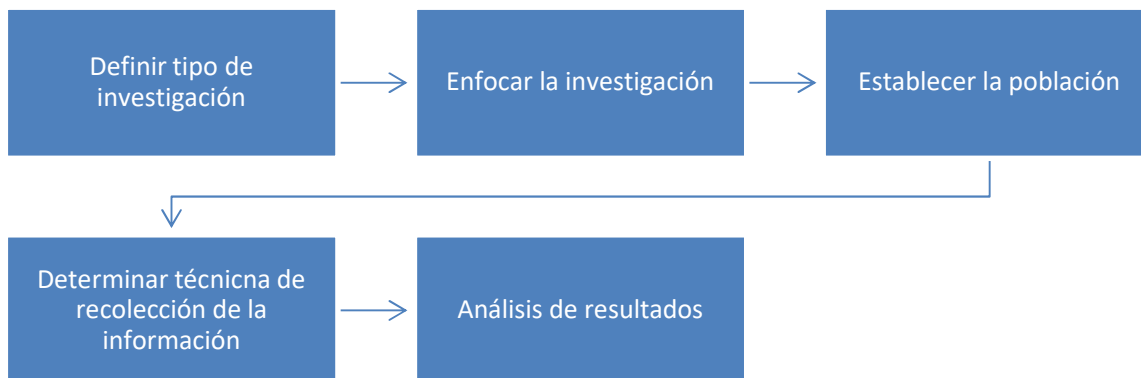 Definir tipo de
investigación
Enfocar la investigación
Establecer la población
Determinar técnicna de
recolección de la
información
Análisis de resultados